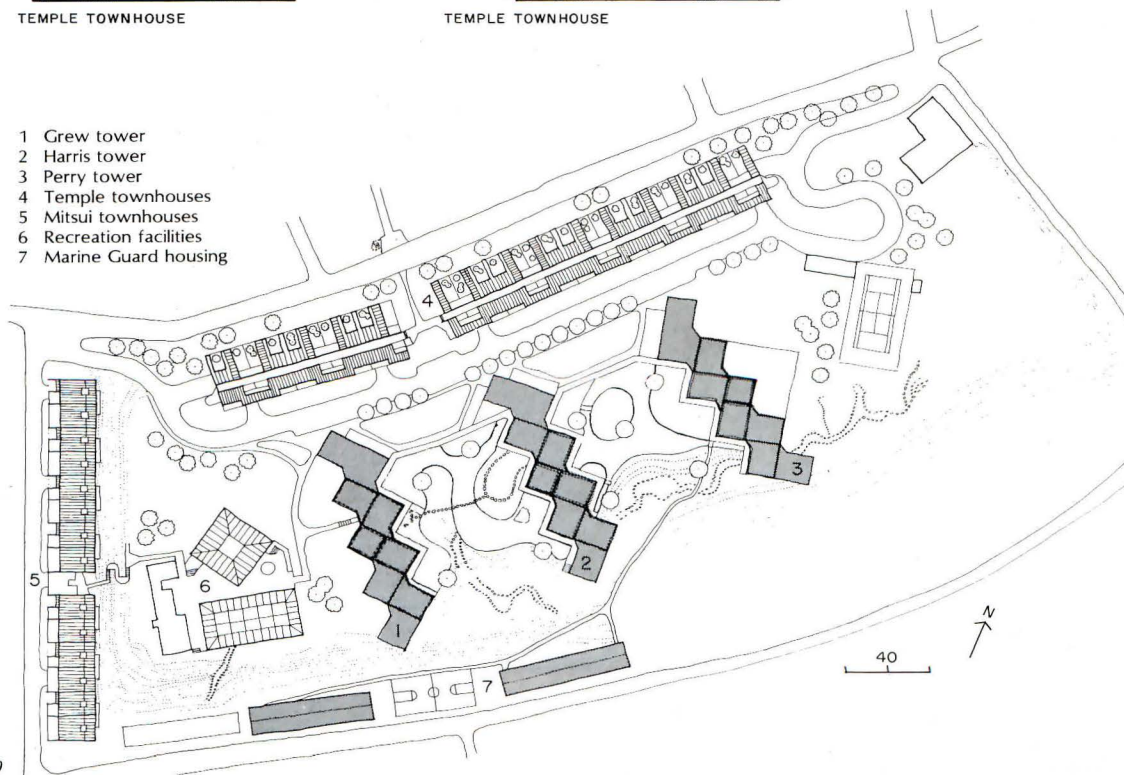 TEMPLE TOWNHOUSE
TEMPLE TOWNHOUSE
1 Grew tower
2 Harris tower
3 Perry tower
4 Temple townhouses
5 Mitsui townhouses
6 Recreation facilities
7 Marine Guard housing
4
3
5
6
2
1
7
N
40